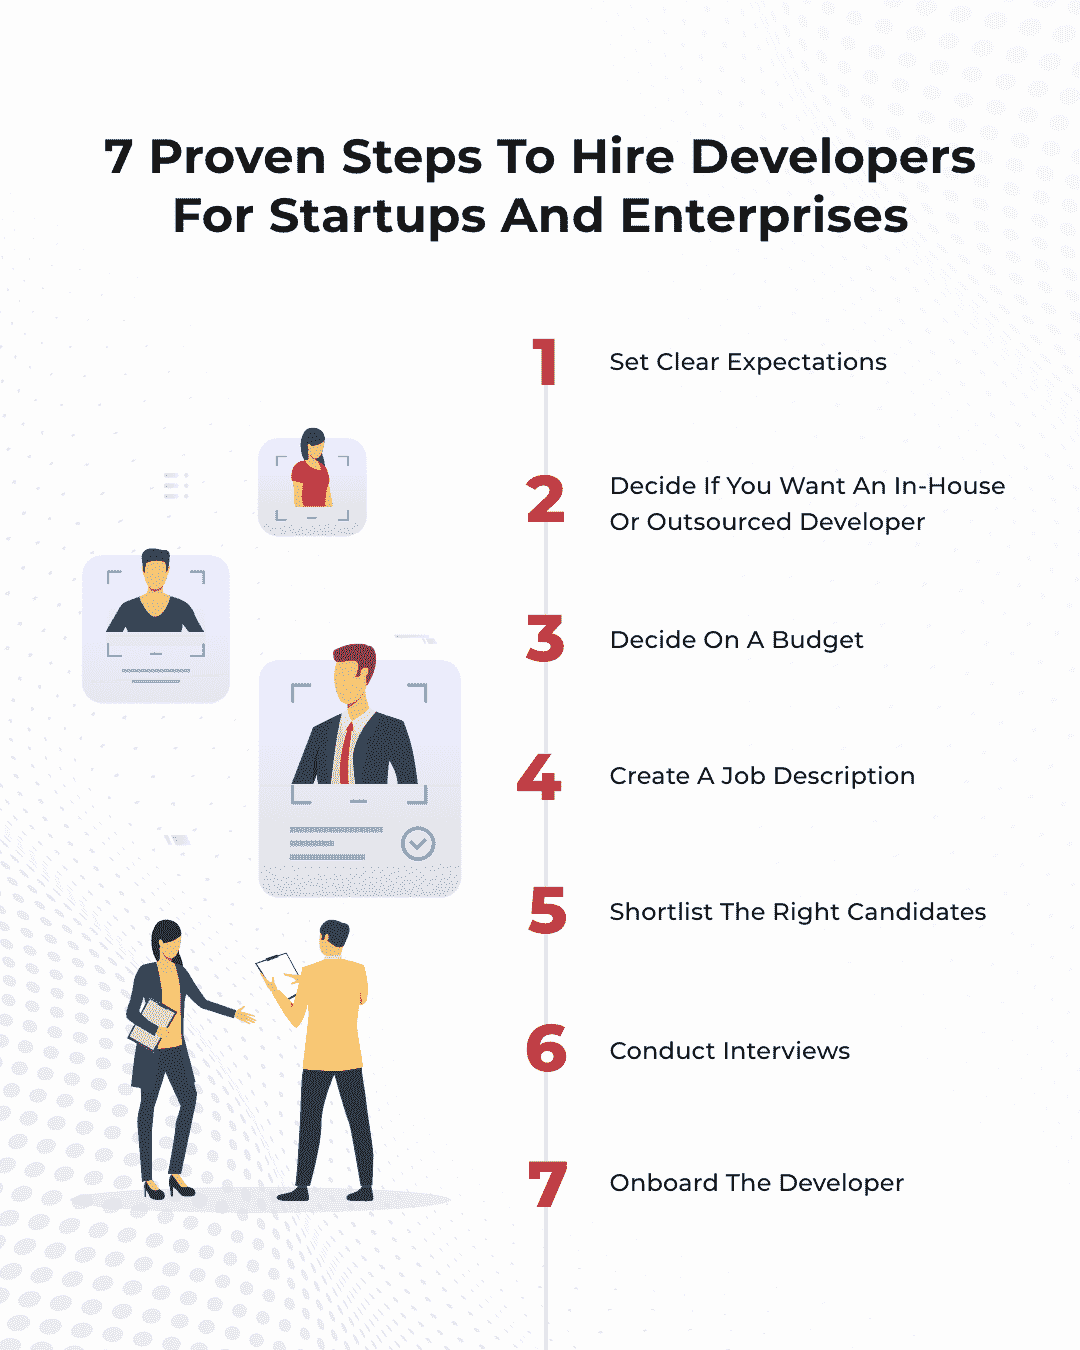 7 Proven Steps To Hire Developers
For Startups And Enterprises
1 Set Clear Expectations
2 Decide If You Want An In-House
Or Outsourced Developer
3 Decide On A Budget
4 Create A Job Description
5 Shortlist The Right Candidates
6 Conduct Interviews
7 Onboard The Developer